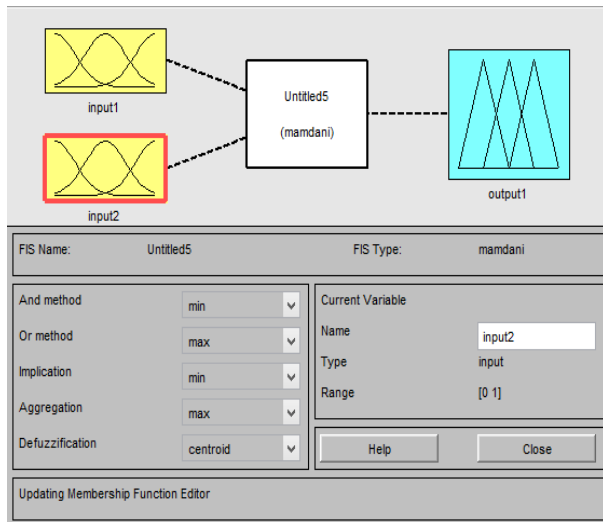 input1
Untitled5
(mamdani)
input2
output1
FIS Name: Untitled5 FIS Type: mamdani
And method min
Or method max
Implication min
Aggregation max
Defuzzification centroid
Current Variable
Name input2
Type input
Range [0 1]
Help Close
Updating Membership Function Editor